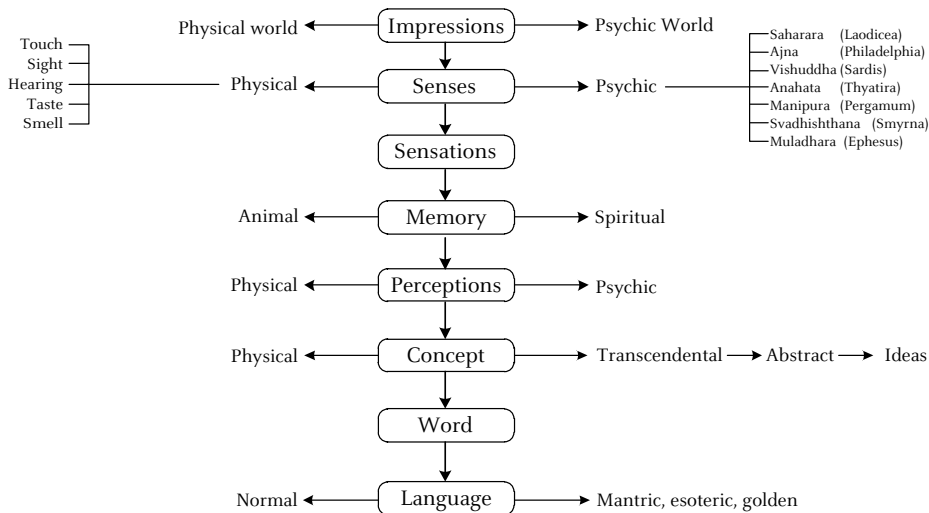 Physical world Impressions Psychic World
Touch
Sight
Hearing
Taste
Smell
Physical Senses Psychic
Saharara (Laodicea)
Ajna (Philadelphia)
Vishuddha (Sardis)
Anahata (Thyatira)
Manipura (Pergamum)
Svadhishthana (Smyrna)
Muladhara (Ephesus)
Sensations
Animal Memory Spiritual
Physical Perceptions Psychic
Physical Concept Transcendental Abstract Ideas
Word
Normal Language Mantric, esoteric, golden